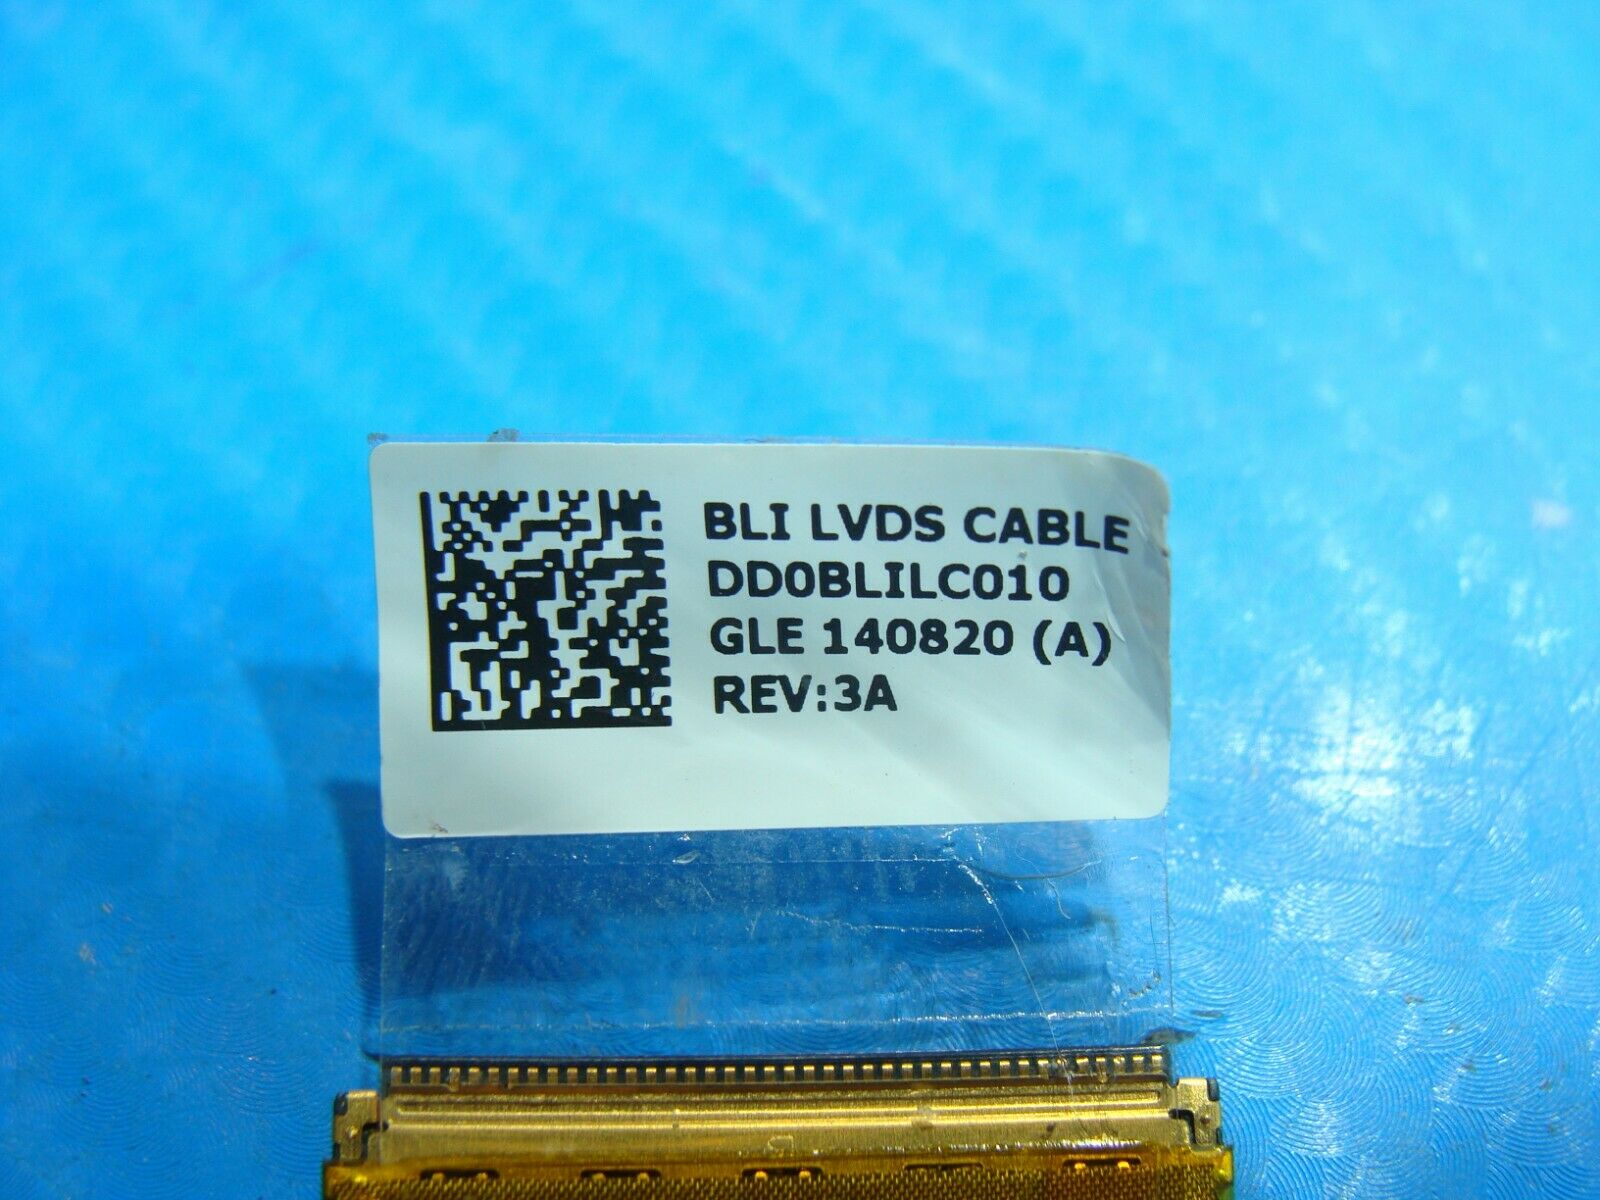 BLI LVDS CABLE
DD0BLILC010
GLE 140820 (A)
REV:3A